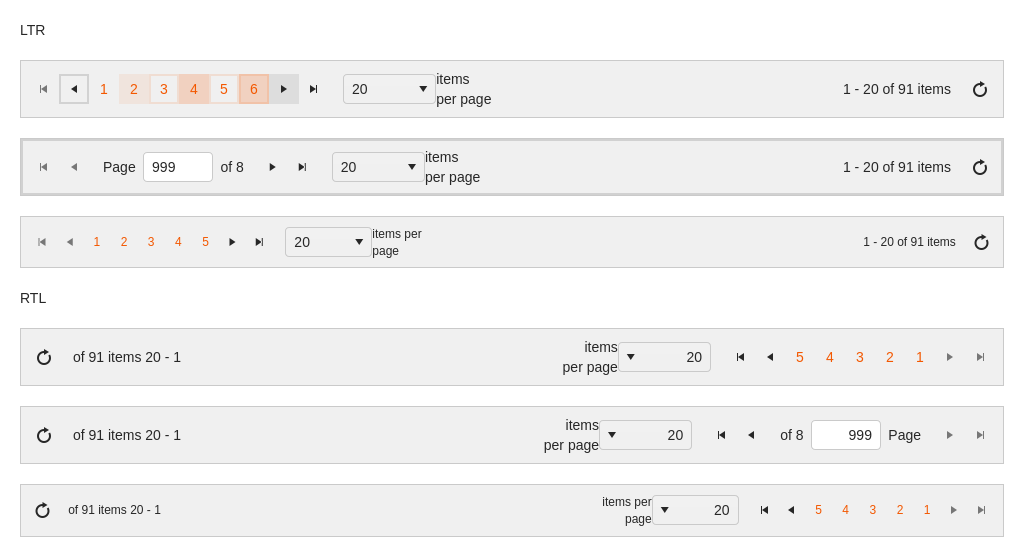 LTR
1 2 3 4 5 6 20 items per page 1 - 20 of 91 items
Page 999 of 8 20 items per page 1 - 20 of 91 items
1 2 3 4 5 20 items per page 1 - 20 of 91 items
RTL
of 91 items 20 - 1 items per page 20 5 4 3 2 1
of 91 items 20 - 1 items per page 20 of 8 999 Page
of 91 items 20 - 1 items per page 20 5 4 3 2 1